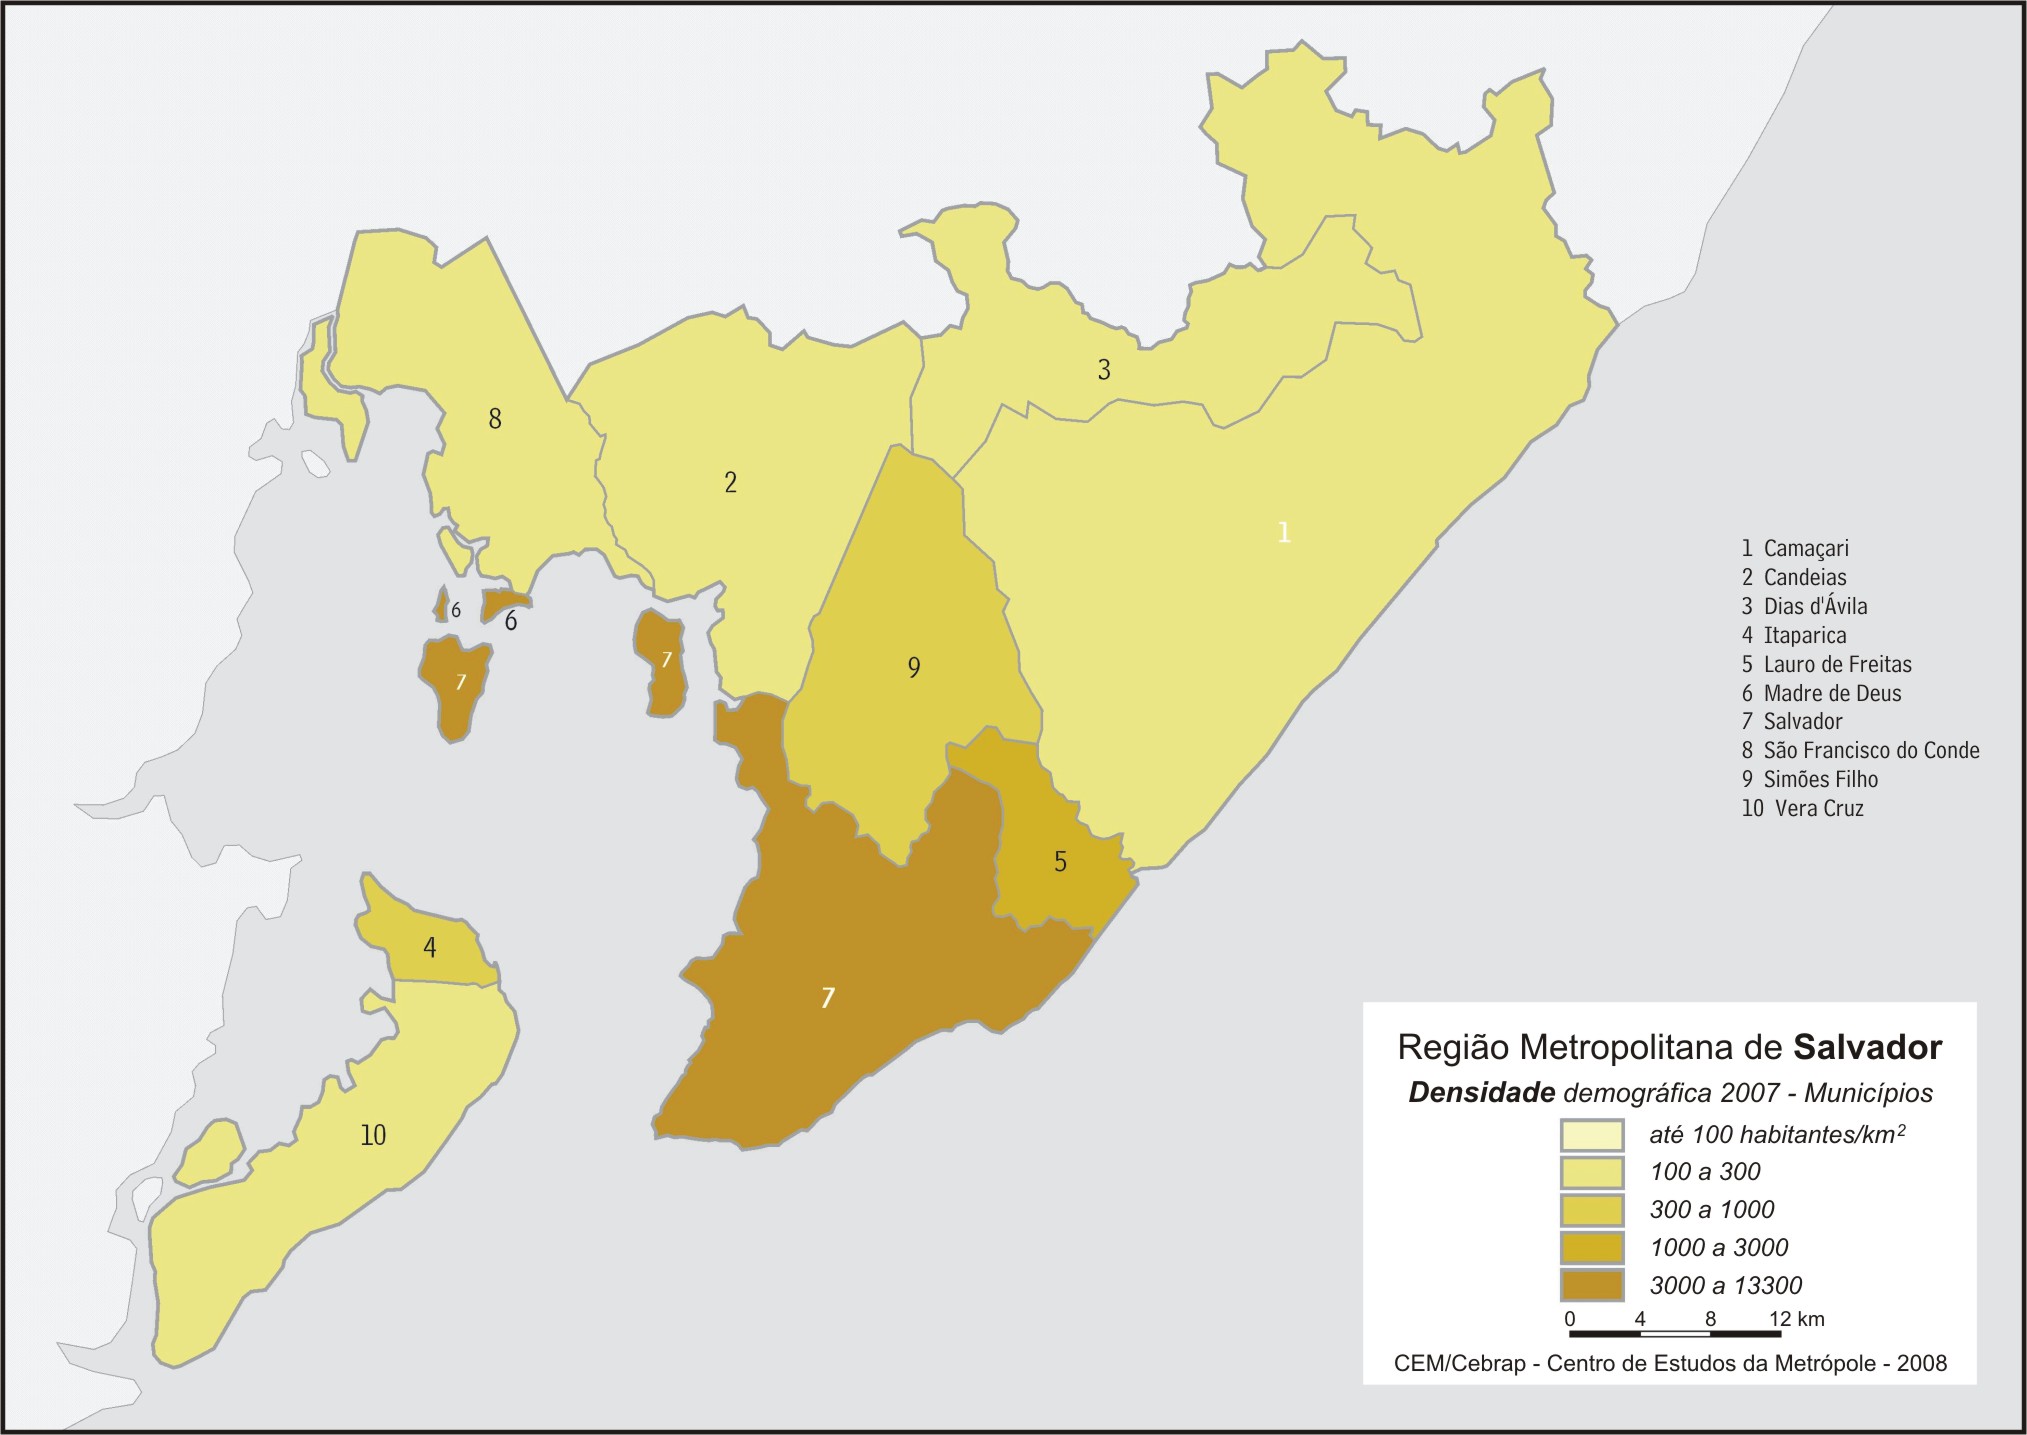 3
8
2
1
6
6
7
7
9
5
4
7
10
1 Camaçari
2 Candeias
3 Dias d'Ávila
4 Itaparica
5 Lauro de Freitas
6 Madre de Deus
7 Salvador
8 São Francisco do Conde
9 Simões Filho
10 Vera Cruz
Região Metropolitana de Salvador
Densidade demográfica 2007 - Municípios
até 100 habitantes/km²
100 a 300
300 a 1000
1000 a 3000
3000 a 13300
0 4 8 12 km
CEM/Cebrap - Centro de Estudos da Metrópole - 2008